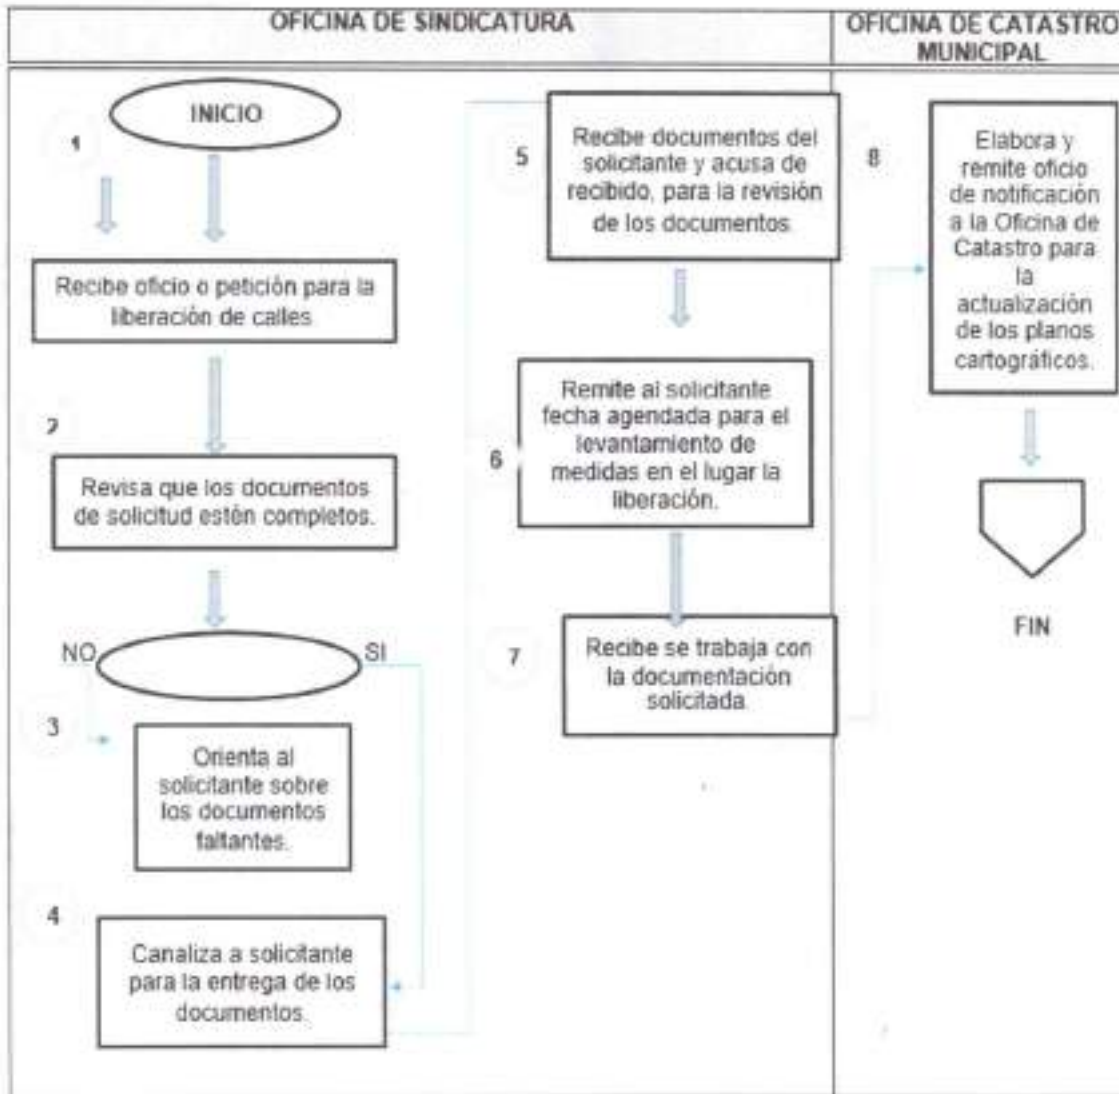 OFICINA DE SINDICATURA
OFICINA DE CATASTRO
MUNICIPAL
1
INICIO
Recibe oficio o petición para la
liberación de calles
2
Revisa que los documentos
de solicitud estén completos.
NO
SI
3
Orienta al
solicitante sobre
los documentos
faltantes.
4
Canaliza a solicitante
para la entrega de los
documentos.
5
Recibe documentos del
solicitante y acusa de
recibido, para la revisión
de los documentos.
6
Remite al solicitante
fecha agendada para el
levantamiento de
medidas en el lugar la
liberación.
7
Recibe se trabaja con
la documentación
solicitada.
8
Elabora y
remite oficio
de notificación
a la Oficina de
Catastro para
la
actualización
de los planos
cartográficos.
FIN